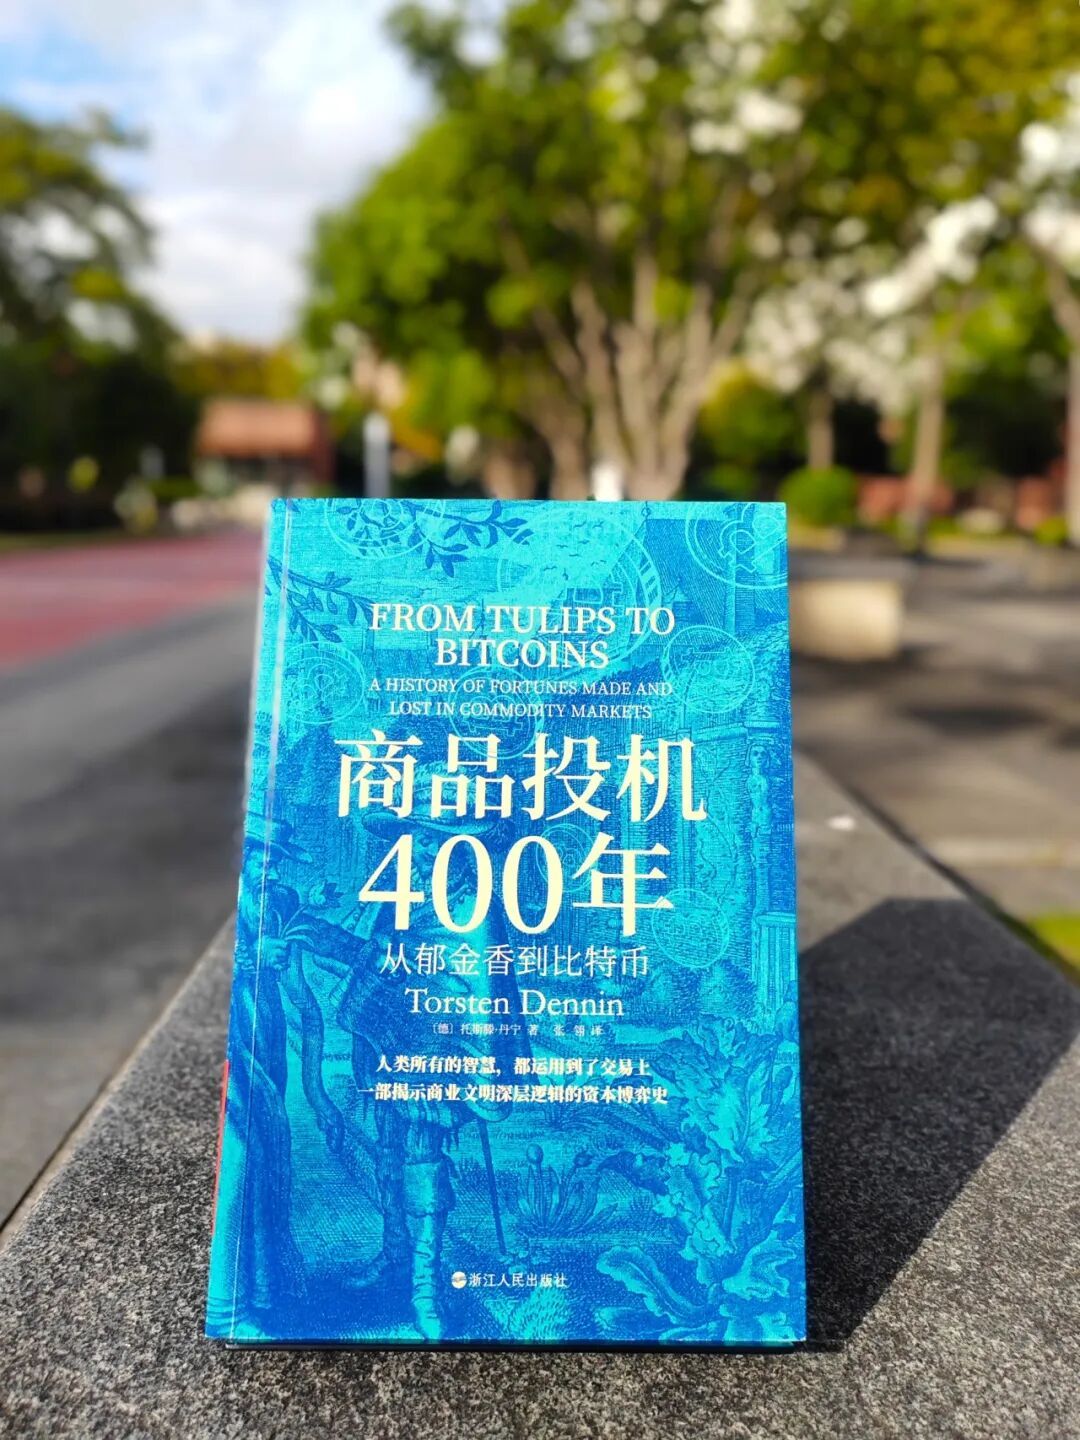 FROM TULIPS TO
BITCOINS
A HISTORY OF FORTUNES MADE AND
LOST IN COMMODITY MARKETS
商品投机
400年
从郁金香到比特币
Torsten Dennin
〔德〕托斯滕·丹宁 著 张翎 译
人类所有的智慧，都运用到了交易上
一部揭示商业文明深层逻辑的资本博弈史
浙江人民出版社